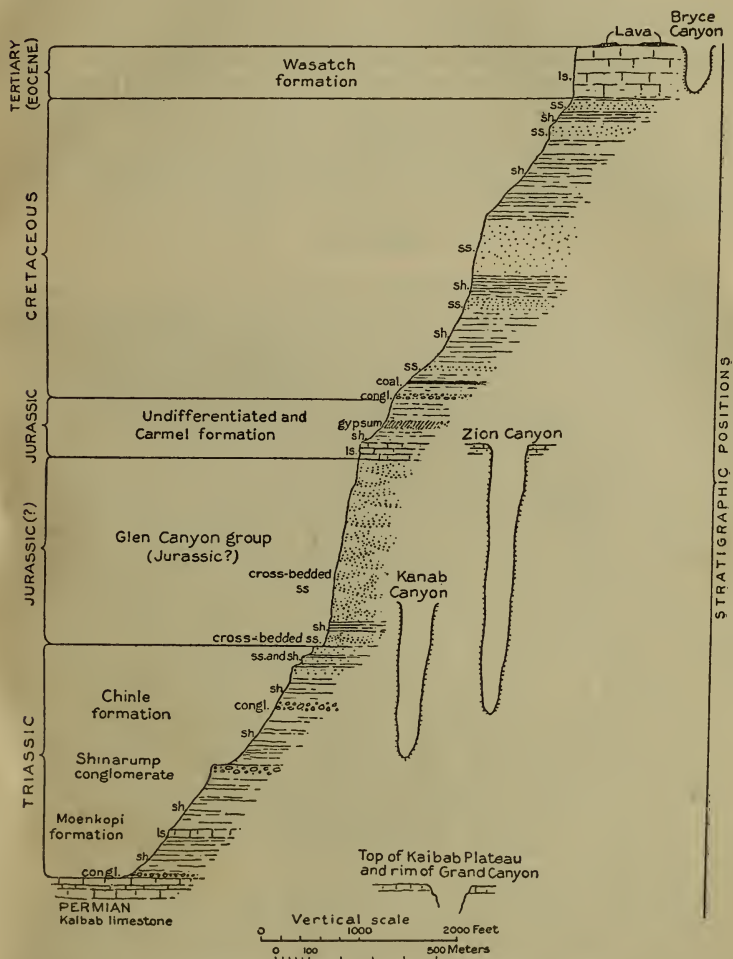 Bryce
Canyon
Lava
TERTIARY
(EOCENE)
Wasatch
formation
ls.
ss.
sh.
ss.
sh.
CRETACEOUS
ss.
sh.
ss.
sh.
ss.
coal.
congl.
JURASSIC
Undifferentiated and
Carmel formation
gypsum
sh.
ls.
Zion Canyon
STRATIGRAPHIC POSITIONS
JURASSIC(?)
Glen Canyon group
(Jurassic?)
cross-bedded
ss
Kanab
Canyon
sh.
cross-bedded ss.
TRIASSIC
ss.and sh.
Chinle
formation
sh.
congl.
sh.
Shinarump
conglomerate
sh.
Moenkopi
formation
ls
sh
congl.
PERMIAN
Kaibab limestone
Top of Kaibab Plateau
and rim of Grand Canyon
Vertical scale
0 1000 2000 Feet
0 100 500 Meters